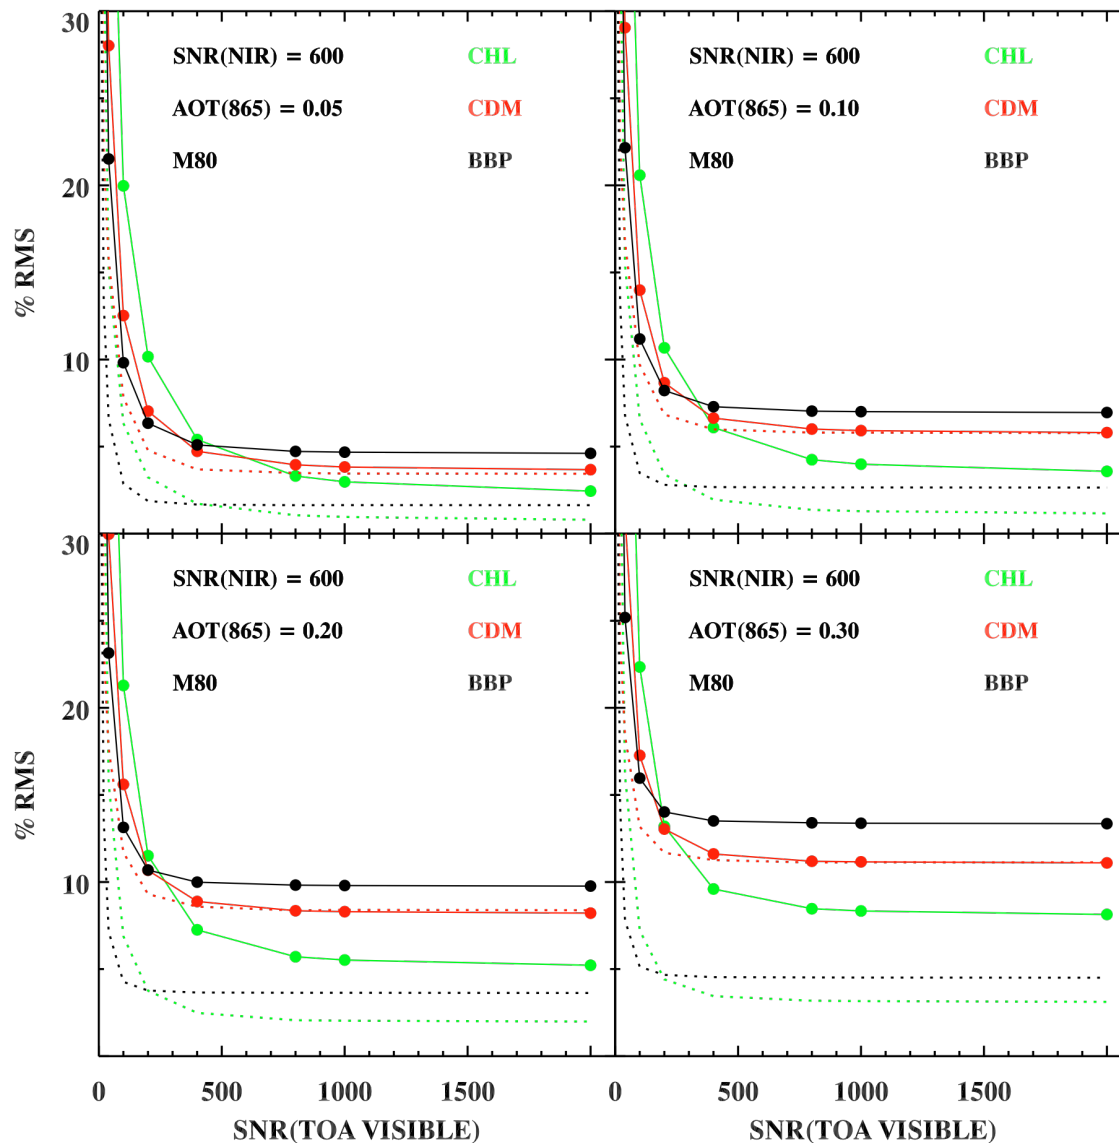 30
20
10
% RMS
SNR(NIR) = 600 CHL
AOT(865) = 0.05 CDM
M80 BBP
SNR(NIR) = 600 CHL
AOT(865) = 0.10 CDM
M80 BBP
30
20
10
% RMS
SNR(NIR) = 600 CHL
AOT(865) = 0.20 CDM
M80 BBP
SNR(NIR) = 600 CHL
AOT(865) = 0.30 CDM
M80 BBP
0 500 1000 1500 0 500 1000 1500
SNR(TOA VISIBLE) SNR(TOA VISIBLE)